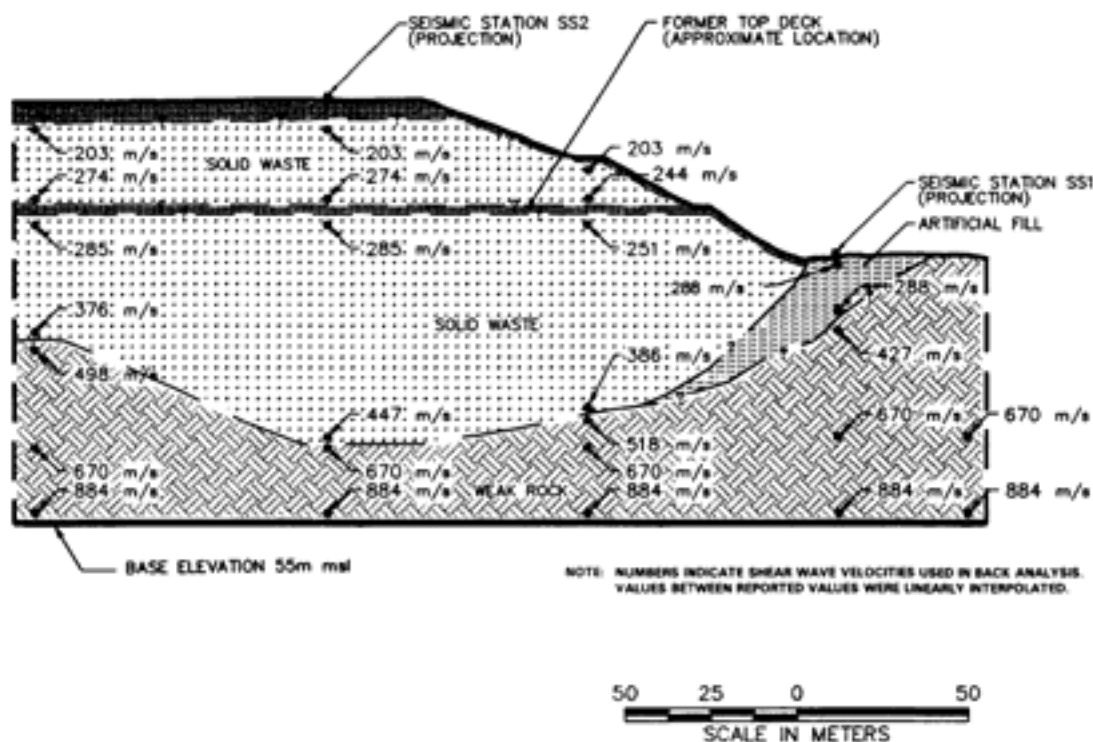 SEISMIC STATION SS2
(PROJECTION)
FORMER TOP DECK
(APPROXIMATE LOCATION)
203 m/s
SOLID WASTE
203 m/s
203 m/s
274 m/s
274 m/s
244 m/s
SEISMIC STATION SS1
(PROJECTION)
ARTIFICIAL FILL
285 m/s
285 m/s
251 m/s
288 m/s
288 m/s
376 m/s
SOLID WASTE
386 m/s
427 m/s
498 m/s
447 m/s
670 m/s
670 m/s
518 m/s
670 m/s
670 m/s
670 m/s
884 m/s
884 m/s
WEAK ROCK
884 m/s
884 m/s
884 m/s
BASE ELEVATION 55m msl
NOTE: NUMBERS INDICATE SHEAR WAVE VELOCITIES USED IN BACK ANALYSIS.
VALUES BETWEEN REPORTED VALUES WERE LINEARLY INTERPOLATED.
50 25 0 50
SCALE IN METERS